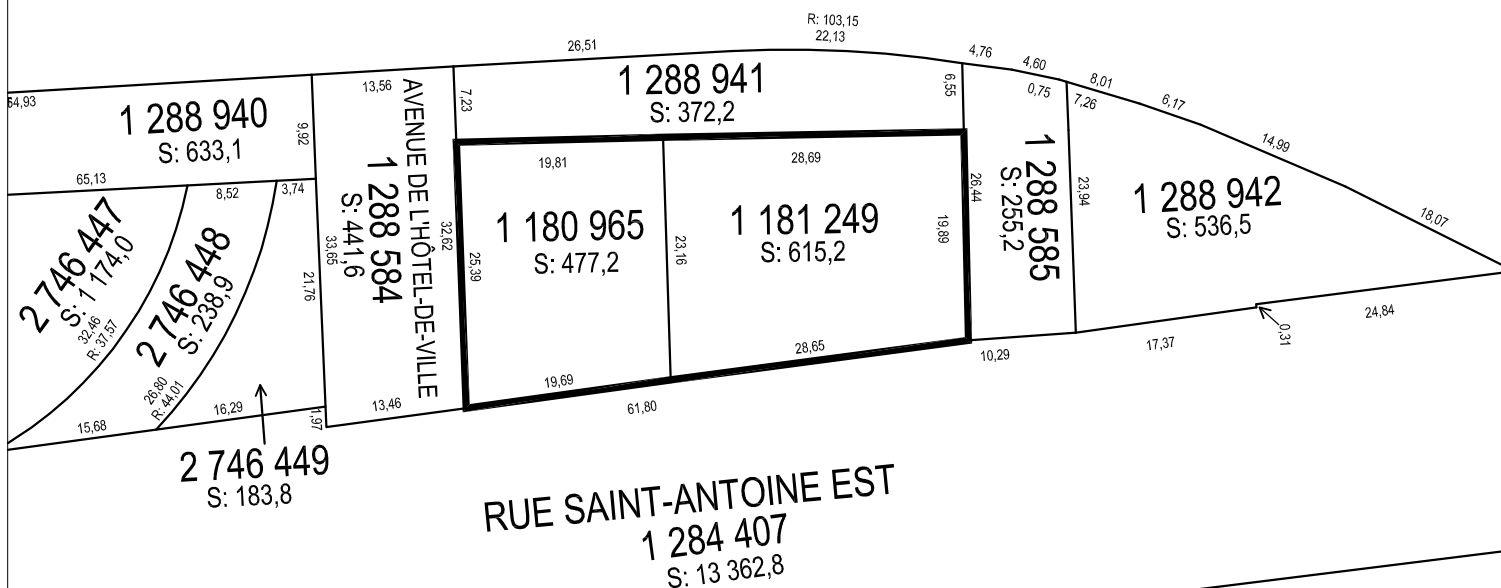 R: 103,15
22,13
26,51
4,76
4,60
8,01
6,17
14,99
18,07
13,56
7,23
6,55
0,75
7,26
1 288 941
S: 372,2
1 288 940
S: 633,1
9,92
65,13
8,52
3,74
AVENUE DE L'HÔTEL-DE-VILLE
1 288 584
S: 441,6
33,65
21,76
32,62
25,39
19,81
28,69
1 180 965
S: 477,2
23,16
1 181 249
S: 615,2
19,89
26,44
1 288 585
S: 255,2
23,94
1 288 942
S: 536,5
2 746 447
S: 1 174,0
32,46
R: 37,57
2 746 448
S: 238,9
26,80
R: 44,01
15,68
16,29
1,97
13,46
19,69
28,65
61,80
10,29
17,37
0,31
24,84
2 746 449
S: 183,8
RUE SAINT-ANTOINE EST
1 284 407
S: 13 362,8